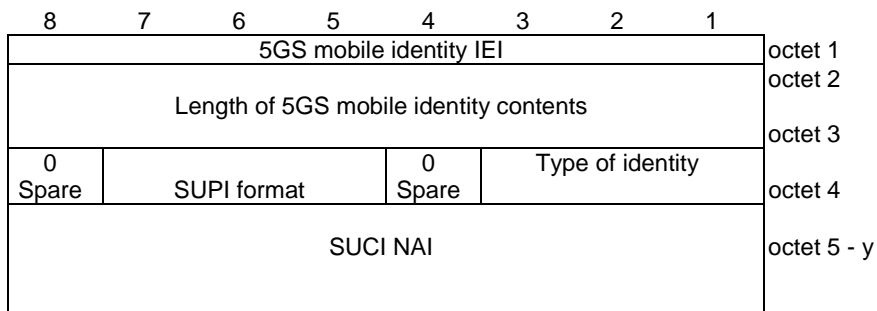 8 7 6 5 4 3 2 1
5GS mobile identity IEI octet 1
octet 2
Length of 5GS mobile identity contents
octet 3
0 0 Type of identity
Spare SUPI format Spare octet 4
SUCI NAI octet 5 - y